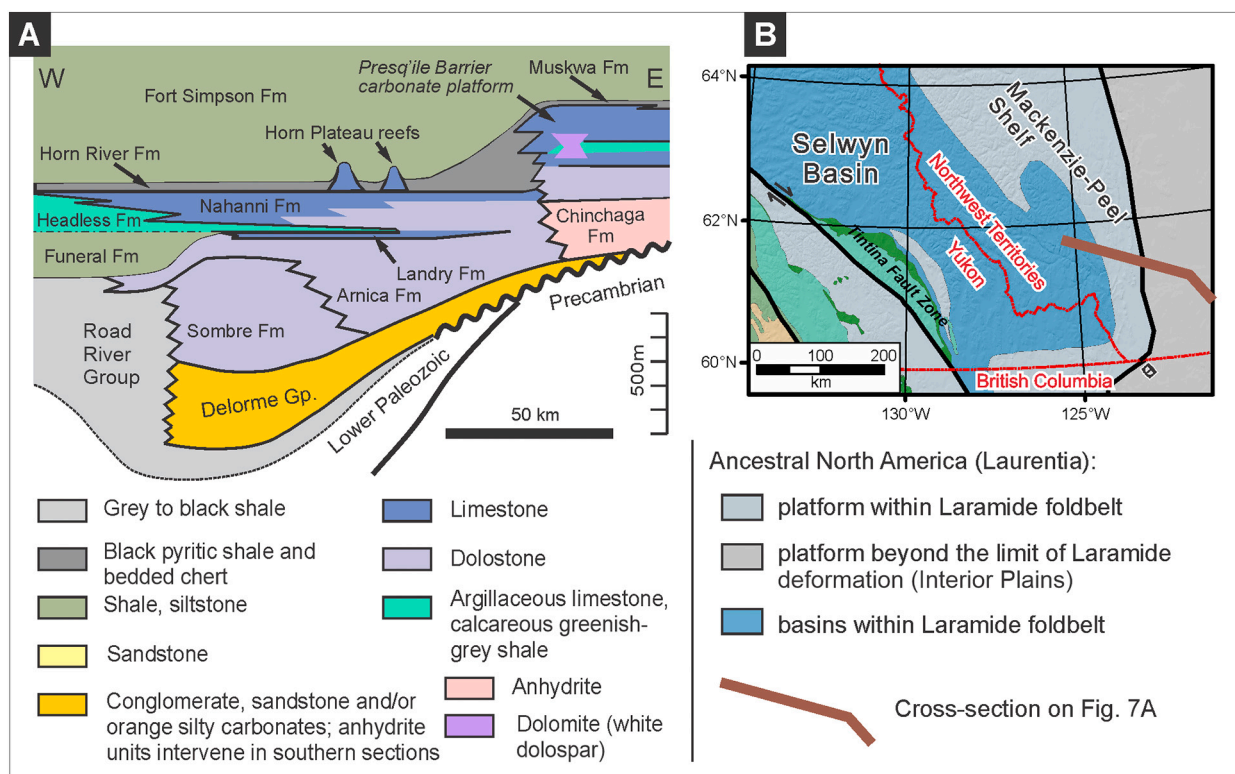 A
W
E
Presq'ile Barrier
carbonate platform
Muskwa Fm
Fort Simpson Fm
Horn Plateau reefs
Horn River Fm
Nahanni Fm
Headless Fm
Chinchaga
Fm
Funeral Fm
Landry Fm
Arnica Fm
Precambrian
Road
River
Group
Sombre Fm
Delorme Gp.
Lower Paleozoic
500m
50 km
Grey to black shale
Black pyritic shale and
bedded chert
Shale, siltstone
Sandstone
Conglomerate, sandstone and/or
orange silty carbonates; anhydrite
units intervene in southern sections
Limestone
Dolostone
Argillaceous limestone,
calcareous greenish-
grey shale
Anhydrite
Dolomite (white
dolospar)
B
64°N
62°N
60°N
Selwyn
Basin
Mackenzie-Peel
Shelf
Northwest Territories
Yukon
Tintina Fault Zone
British Columbia
0 100 200
km
130°W
125°W
Ancestral North America (Laurentia):
platform within Laramide foldbelt
platform beyond the limit of Laramide
deformation (Interior Plains)
basins within Laramide foldbelt
Cross-section on Fig. 7A